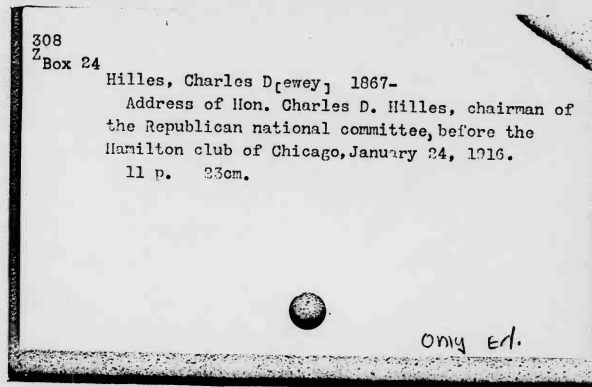 308
Z
Box 24
Hilles, Charles D[ewey] 1867-
Address of Hon. Charles D. Hilles, chairman of
the Republican national committee, before the
Hamilton club of Chicago, January 24, 1916.
11 p. 23cm.
Only Ed.